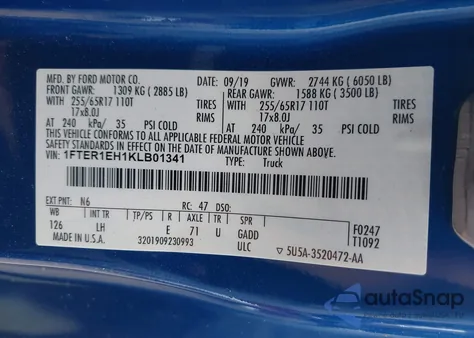 MFD. BY FORD MOTOR CO. 09/19 GVWR: 2744 KG ( 6050 LB)
FRONT GAWR: 1309 KG ( 2885 LB) REAR GAWR: 1588 KG ( 3500 LB)
WITH 255/65R17 110T TIRES WITH 255/65R17 110T TIRES
17x8.0J RIMS 17x8.0J RIMS
AT 240 kPa/ 35 PSI COLD AT 240 kPa/ 35 PSI COLD
THIS VEHICLE CONFORMS TO ALL APPLICABLE FEDERAL MOTOR VEHICLE
SAFETY AND THEFT PREVENTION STANDARDS IN EFFECT ON THE DATE OF MANUFACTURE SHOWN ABOVE.
VIN: 1FTER1EH1KLB01341 TYPE: Truck
EXT PNT: N6 RC: 47 DSO: F0247
WB INT TR TP/PS R AXLE TR SPR T1092
126 LH E 71 U GADD
MADE IN U.S.A. 3201909230993 ULC ▽ 5U5A-3520472-AA
autoSnap